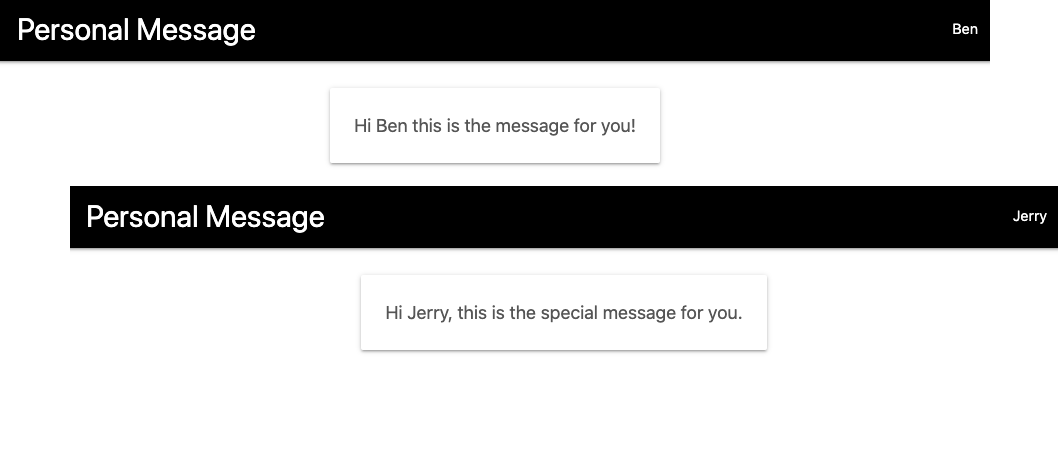 Personal Message
Ben
Hi Ben this is the message for you!
Personal Message
Jerry
Hi Jerry, this is the special message for you.